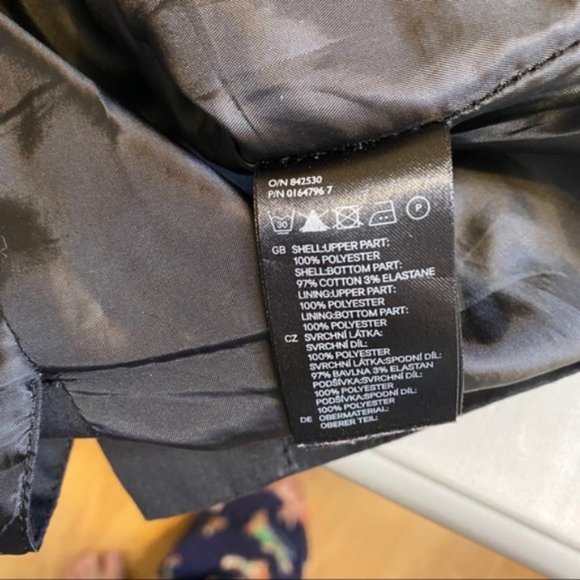 O/N 842530
P/N 0164796 7
30 P
GB SHELL:UPPER PART:
100% POLYESTER
SHELL:BOTTOM PART:
97% COTTON 3% ELASTANE
LINING:UPPER PART:
100% POLYESTER
LINING:BOTTOM PART:
100% POLYESTER
CZ SVRCHNÍ LÁTKA:
SVRCHNÍ DÍL:
100% POLYESTER
SVRCHNÍ LÁTKA:SPODNÍ DÍL:
97% BAVLNA 3% ELASTAN
PODŠÍVKA:SVRCHNÍ DÍL:
100% POLYESTER
PODŠÍVKA:SPODNÍ DÍL:
100% POLYESTER
DE OBERMATERIAL:
OBERER TEIL: